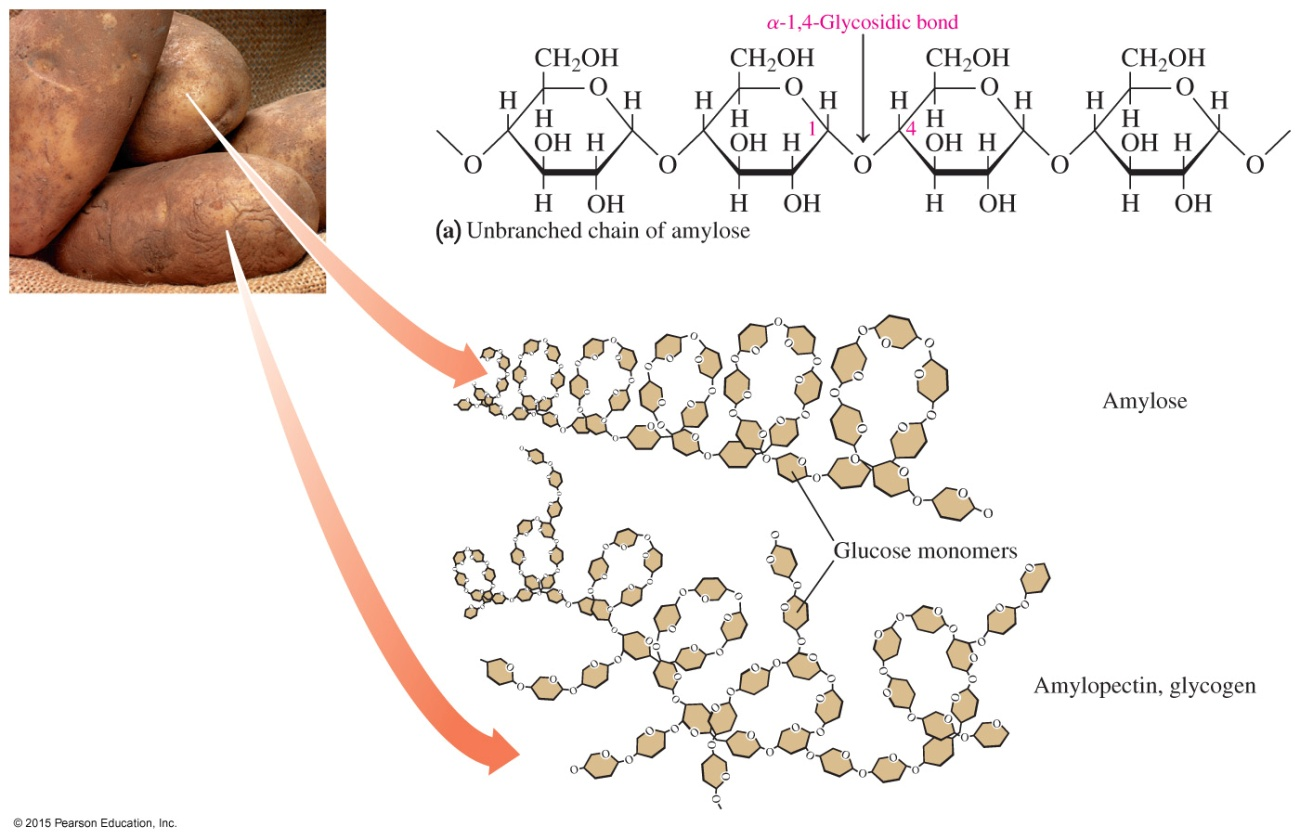 α-1,4-Glycosidic bond
CH₂OH CH₂OH CH₂OH CH₂OH
O O O O
H H H H H H H H
H H H H
1 4
OH H OH H OH H OH H
O O O O O
H OH H OH H OH H OH
(a) Unbranched chain of amylose
Amylose
Glucose monomers
Amylopectin, glycogen
© 2015 Pearson Education, Inc.